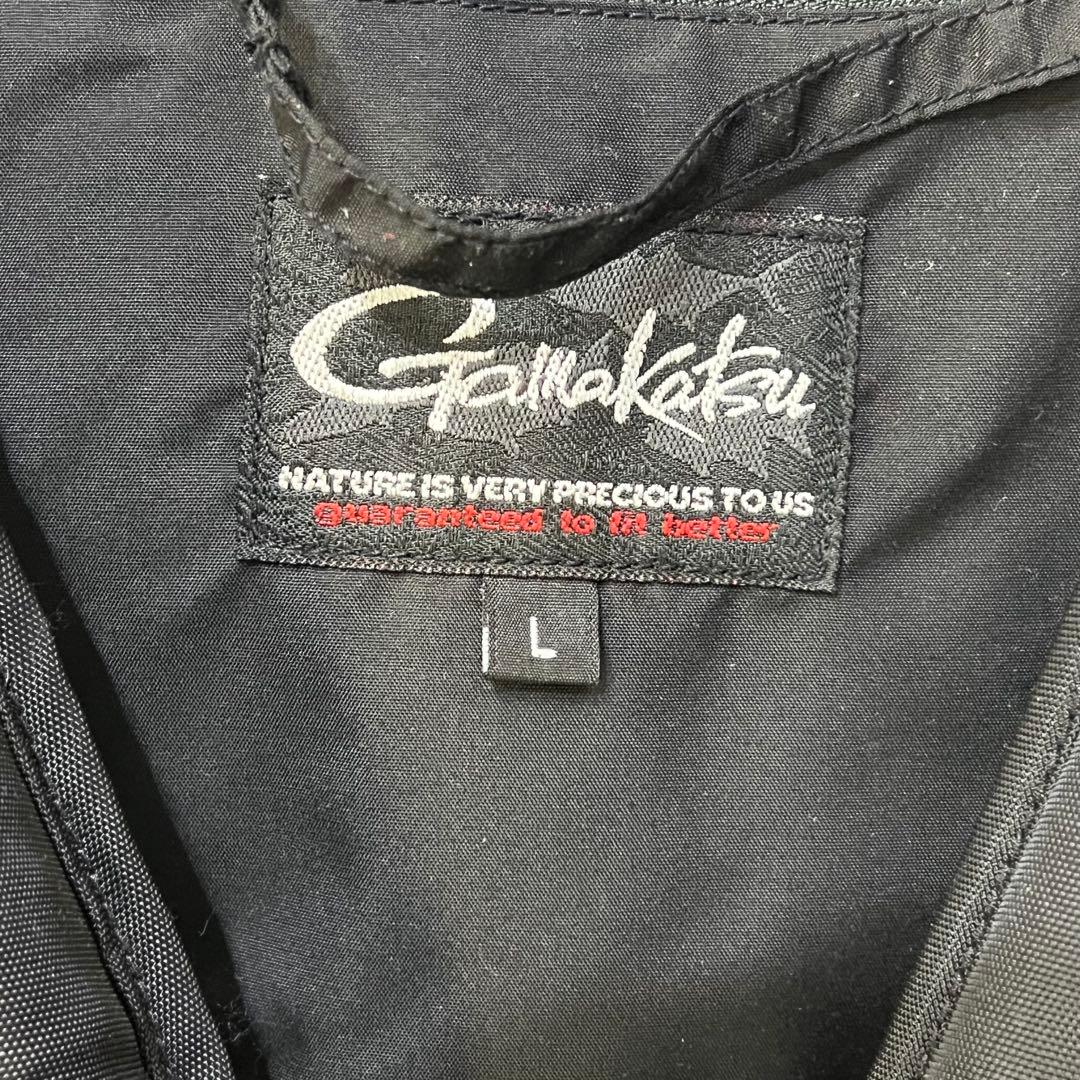 Gamakatsu
NATURE IS VERY PRECIOUS TO US
guaranteed to fit better
L